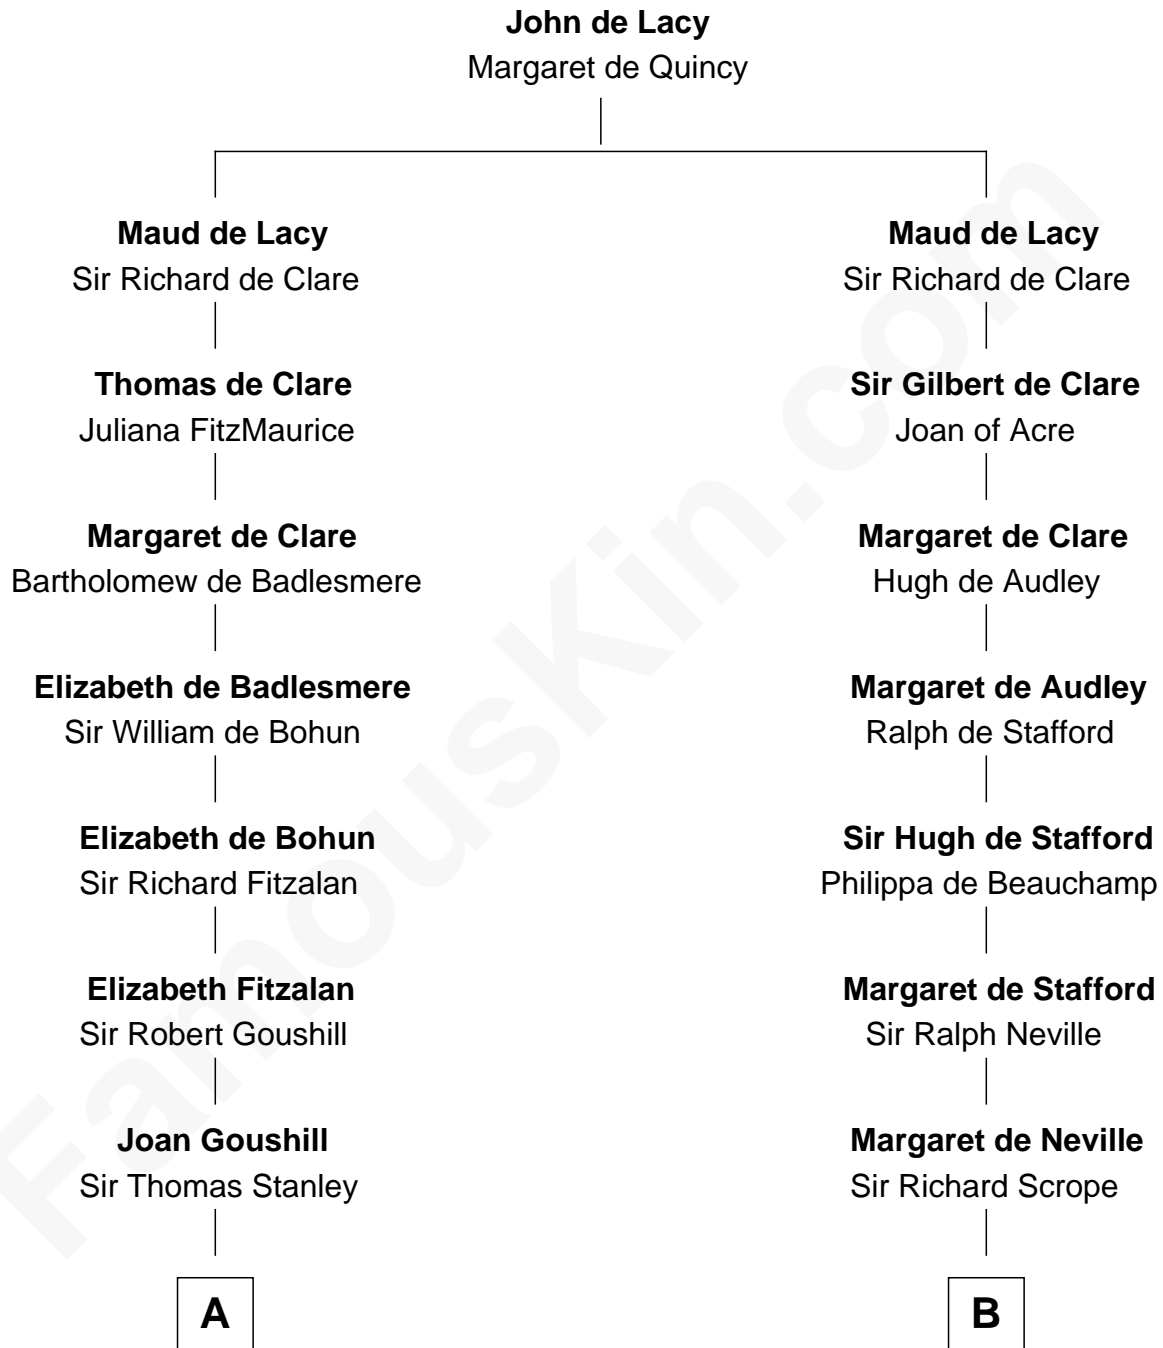 John de Lacy
Margaret de Quincy
Maud de Lacy
Sir Richard de Clare
Thomas de Clare
Juliana FitzMaurice
Margaret de Clare
Bartholomew de Badlesmere
Elizabeth de Badlesmere
Sir William de Bohun
Elizabeth de Bohun
Sir Richard Fitzalan
Elizabeth Fitzalan
Sir Robert Goushill
Joan Goushill
Sir Thomas Stanley
A
Maud de Lacy
Sir Richard de Clare
Sir Gilbert de Clare
Joan of Acre
Margaret de Clare
Hugh de Audley
Margaret de Audley
Ralph de Stafford
Sir Hugh de Stafford
Philippa de Beauchamp
Margaret de Stafford
Sir Ralph Neville
Margaret de Neville
Sir Richard Scrope
B
FamousKin.com